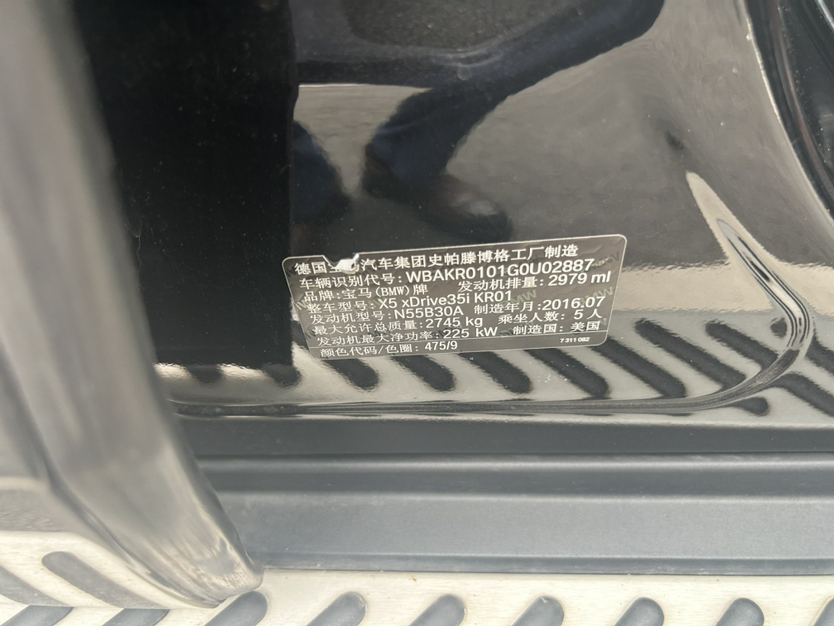 德国宝马汽车集团史帕滕博格工厂制造
车辆识别代号: WBAKR0101G0U02887
品牌: 宝马(BMW)牌 发动机排量: 2979 ml
整车型号: X5 xDrive35i KR01
发动机型号: N55B30A 制造年月: 2016.07
最大允许总质量: 2745 kg 乘坐人数: 5 人
发动机最大净功率: 225 kW 制造国: 美国
颜色代码/色圈: 475/9 7 311 082